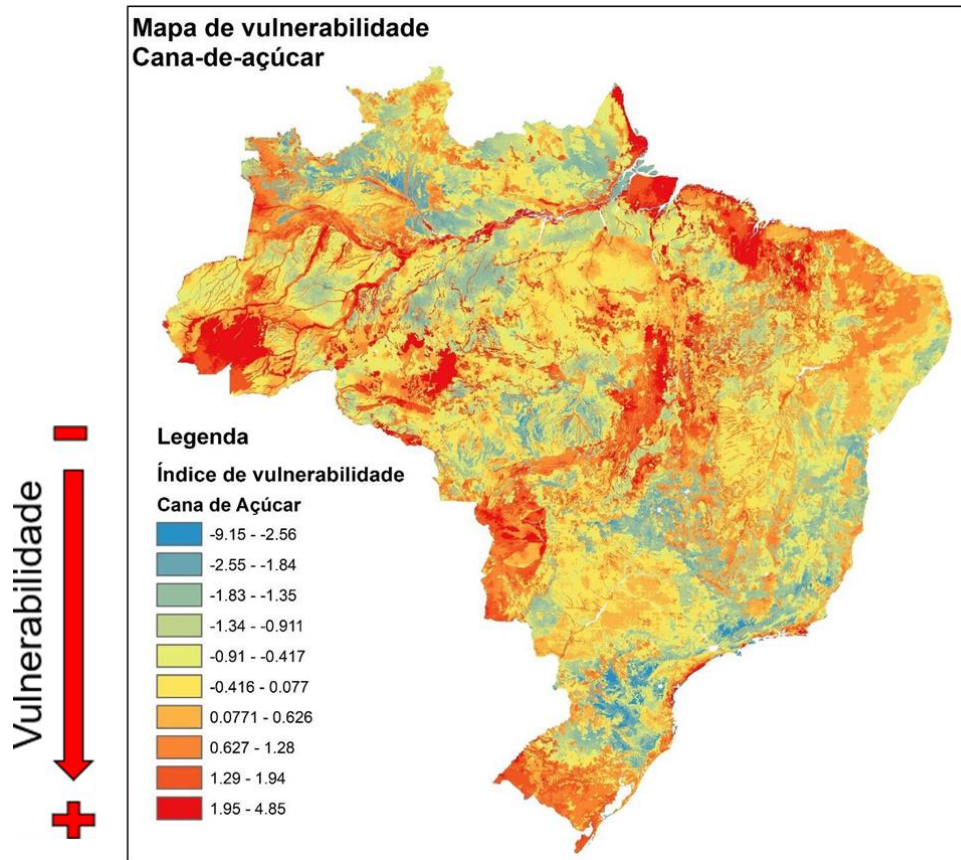 Mapa de vulnerabilidade
Cana-de-açúcar
Vulnerabilidade
Legenda
Índice de vulnerabilidade
Cana de Açúcar
-9.15 - -2.56
-2.55 - -1.84
-1.83 - -1.35
-1.34 - -0.911
-0.91 - -0.417
-0.416 - 0.077
0.0771 - 0.626
0.627 - 1.28
1.29 - 1.94
1.95 - 4.85